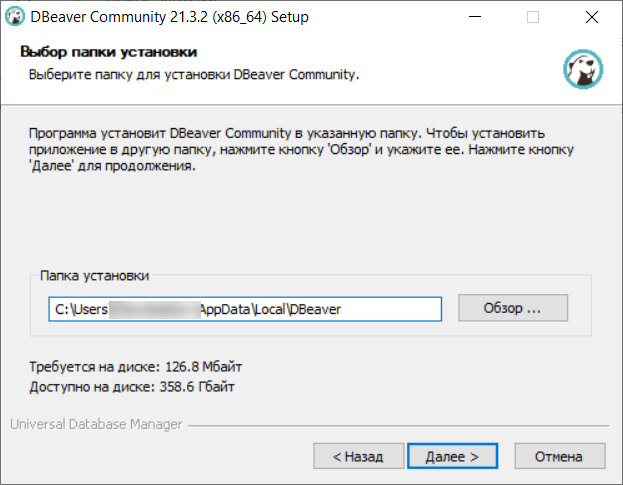 DBeaver Community 21.3.2 (x86_64) Setup
Выбор папки установки
Выберите папку для установки DBeaver Community.
Программа установит DBeaver Community в указанную папку. Чтобы установить
приложение в другую папку, нажмите кнопку 'Обзор' и укажите ее. Нажмите кнопку
'Далее' для продолжения.
Папка установки
C:\Users AppData\Local\DBeaver
Обзор ...
Требуется на диске: 126.8 Мбайт
Доступно на диске: 358.6 Гбайт
Universal Database Manager
< Назад
Далее >
Отмена